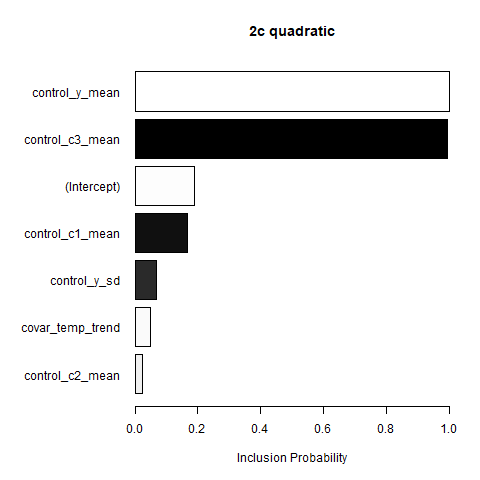 2c quadratic
control_y_mean
control_c3_mean
(Intercept)
control_c1_mean
control_y_sd
covar_temp_trend
control_c2_mean
0.0 0.2 0.4 0.6 0.8 1.0
Inclusion Probability